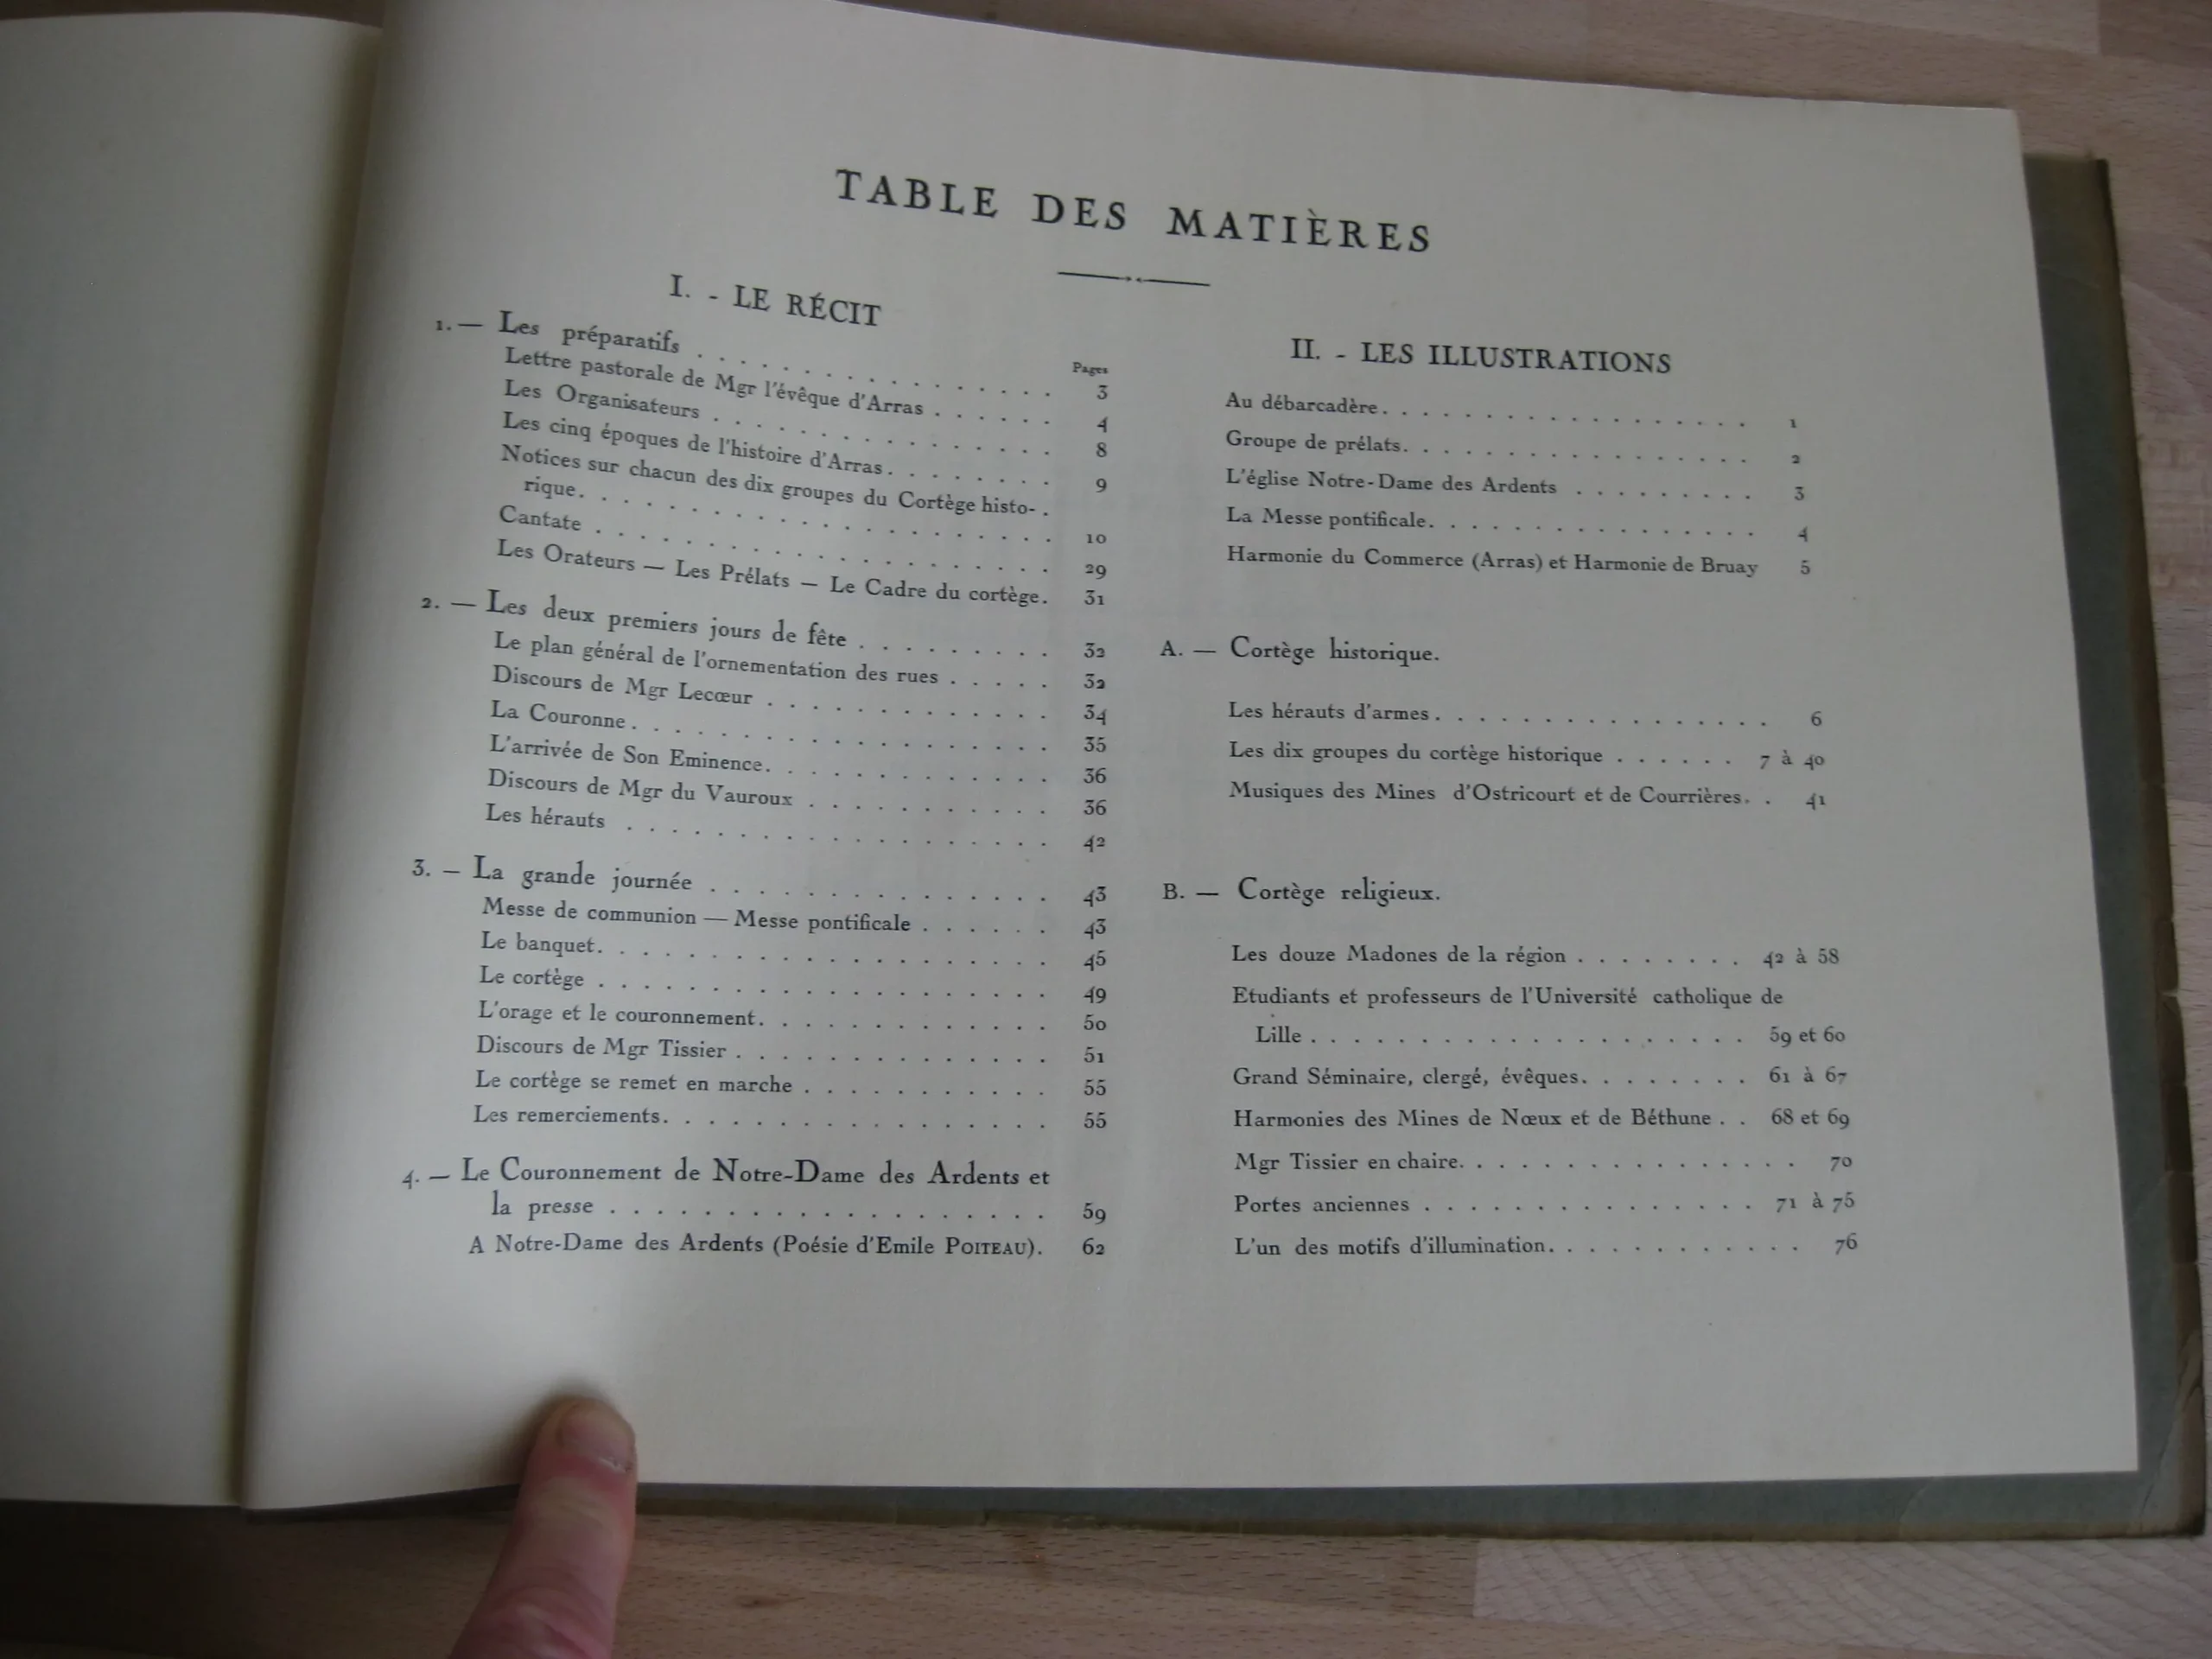 TABLE DES MATIÈRES
I. - LE RÉCIT
Pages
1. — Les préparatifs . . . . . . . . . . . . . . . 3
Lettre pastorale de Mgr l'évêque d'Arras . . . . . . 4
Les Organisateurs . . . . . . . . . . . . . . . 8
Les cinq époques de l'histoire d'Arras. . . . . . . . 9
Notices sur chacun des dix groupes du Cortège histo- .
rique. . . . . . . . . . . . . . . . . . . . . 10
Cantate . . . . . . . . . . . . . . . . . . . . 29
Les Orateurs — Les Prélats — Le Cadre du cortège. 31
2. — Les deux premiers jours de fête . . . . . . . . . 32
Le plan général de l'ornementation des rues . . . . . 32
Discours de Mgr Lecœur . . . . . . . . . . . . . 34
La Couronne. . . . . . . . . . . . . . . . . . . 35
L'arrivée de Son Eminence. . . . . . . . . . . . . 36
Discours de Mgr du Vauroux . . . . . . . . . . . 36
Les hérauts . . . . . . . . . . . . . . . . . . . 42
3. — La grande journée . . . . . . . . . . . . . . . 43
Messe de communion — Messe pontificale . . . . . . 43
Le banquet. . . . . . . . . . . . . . . . . . . . 45
Le cortège . . . . . . . . . . . . . . . . . . . . 49
L'orage et le couronnement. . . . . . . . . . . . . 50
Discours de Mgr Tissier . . . . . . . . . . . . . . 51
Le cortège se remet en marche . . . . . . . . . . . 55
Les remerciements. . . . . . . . . . . . . . . . . 55
4. — Le Couronnement de Notre-Dame des Ardents et
la presse . . . . . . . . . . . . . . . . . . . 59
A Notre-Dame des Ardents (Poésie d'Emile POITEAU). 62
II. - LES ILLUSTRATIONS
Au débarcadère. . . . . . . . . . . . . . . . . 1
Groupe de prélats. . . . . . . . . . . . . . . . 2
L'église Notre-Dame des Ardents . . . . . . . . . 3
La Messe pontificale. . . . . . . . . . . . . . . 4
Harmonie du Commerce (Arras) et Harmonie de Bruay 5
A. — Cortège historique.
Les hérauts d'armes. . . . . . . . . . . . . . . . 6
Les dix groupes du cortège historique . . . . . . 7 à 40
Musiques des Mines d'Ostricourt et de Courrières. . 41
B. — Cortège religieux.
Les douze Madones de la région . . . . . . . . 42 à 58
Etudiants et professeurs de l'Université catholique de
Lille . . . . . . . . . . . . . . . . . . . 59 et 60
Grand Séminaire, clergé, évêques. . . . . . . . 61 à 67
Harmonies des Mines de Nœux et de Béthune . . 68 et 69
Mgr Tissier en chaire. . . . . . . . . . . . . . . 70
Portes anciennes . . . . . . . . . . . . . . . 71 à 75
L'un des motifs d'illumination. . . . . . . . . . . . 76